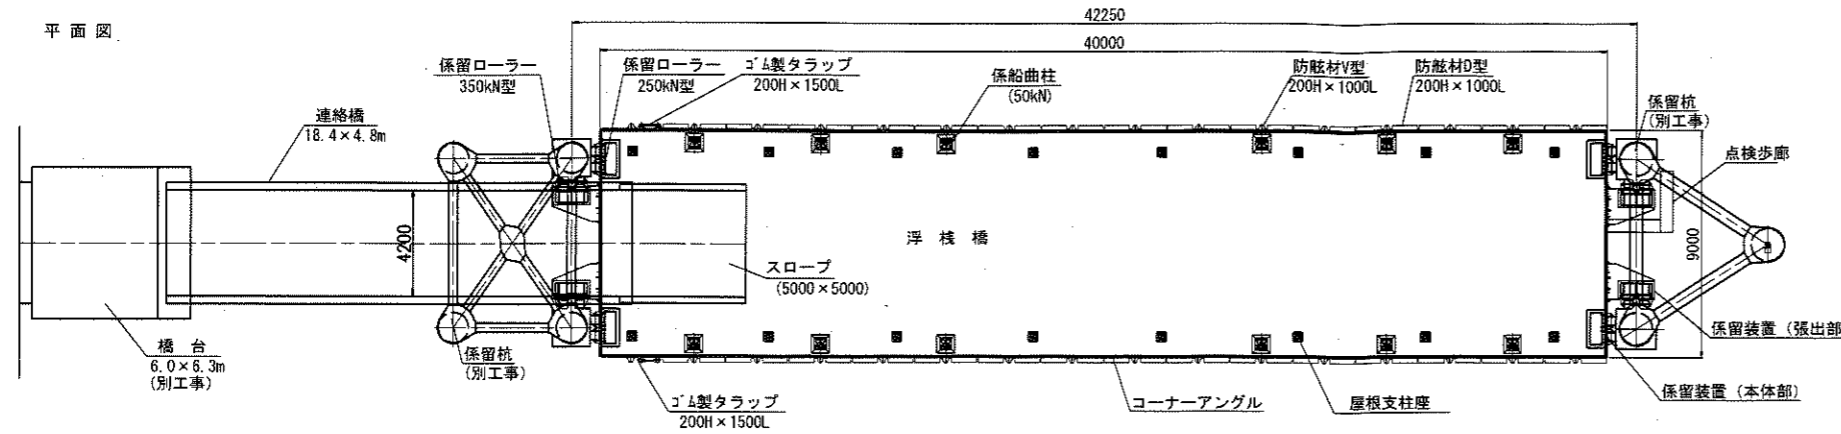 平面図
42250
40000
係留ローラー
350kN型
係留ローラー
250kN型
ゴム製タラップ
200H×1500L
係船曲柱
(50kN)
防舷材V型
200H×1000L
防舷材D型
200H×1000L
係留杭
(別工事)
連絡橋
18.4×4.8m
点検歩廊
4200
浮桟橋
9000
スロープ
(5000×5000)
橋台
6.0×6.3m
(別工事)
係留杭
(別工事)
係留装置(張出部
ゴム製タラップ
200H×1500L
コーナーアングル
屋根支柱座
係留装置(本体部)